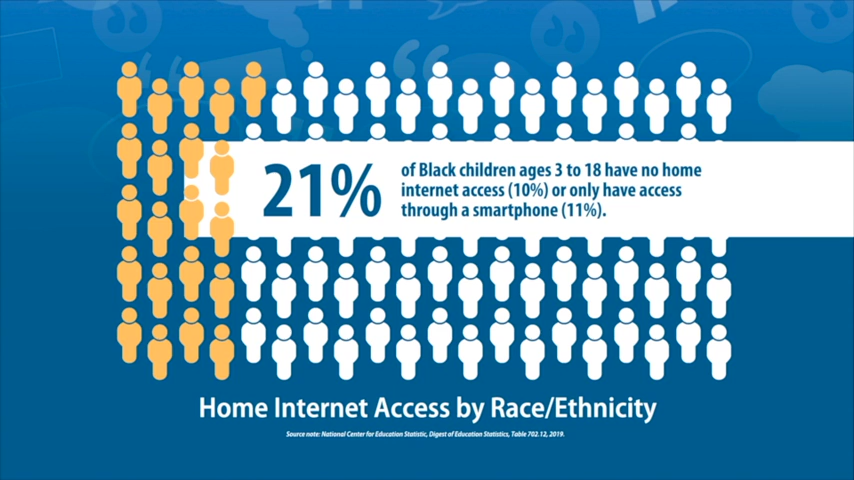 21%
of Black children ages 3 to 18 have no home
internet access (10%) or only have access
through a smartphone (11%).
Home Internet Access by Race/Ethnicity
Source note: National Center for Education Statistic, Digest of Education Statistics, Table 702.12, 2019.